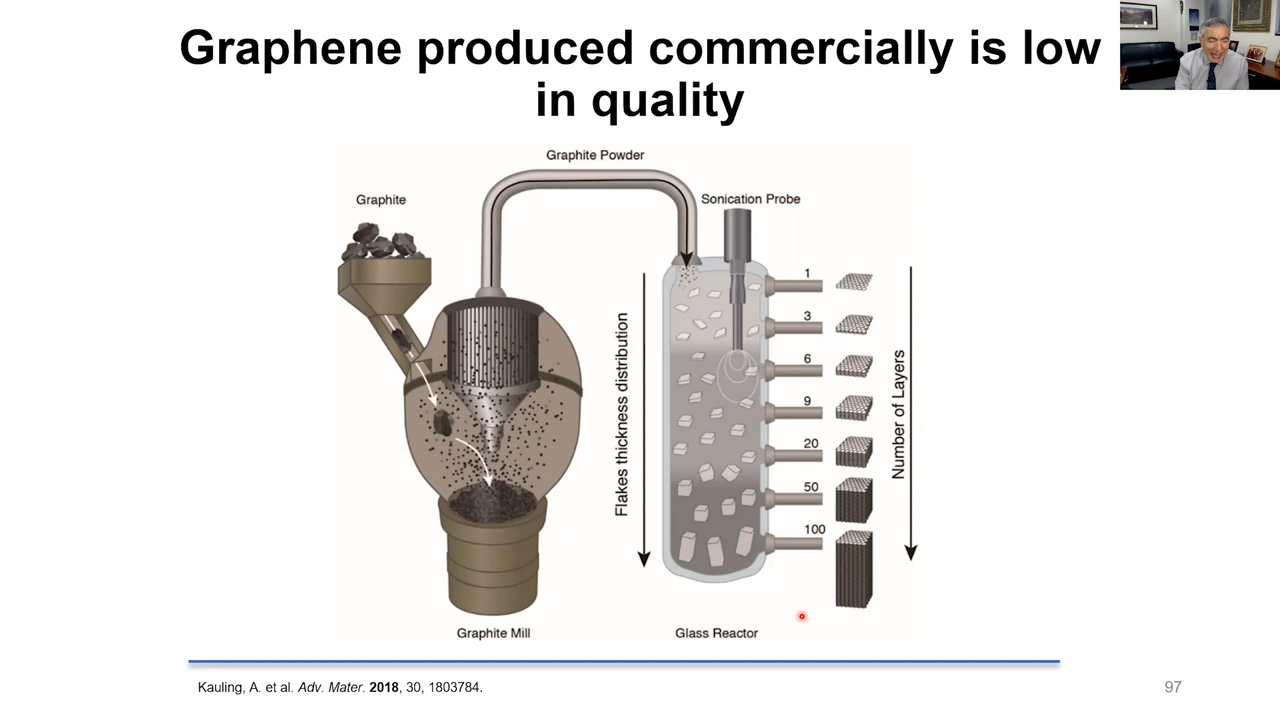 Graphene produced commercially is low
in quality
Graphite Powder
Graphite
Sonication Probe
Flakes thickness distribution
1
3
6
9
20
50
100
Number of Layers
Graphite Mill
Glass Reactor
Kauling, A. et al. Adv. Mater. 2018, 30, 1803784.
97